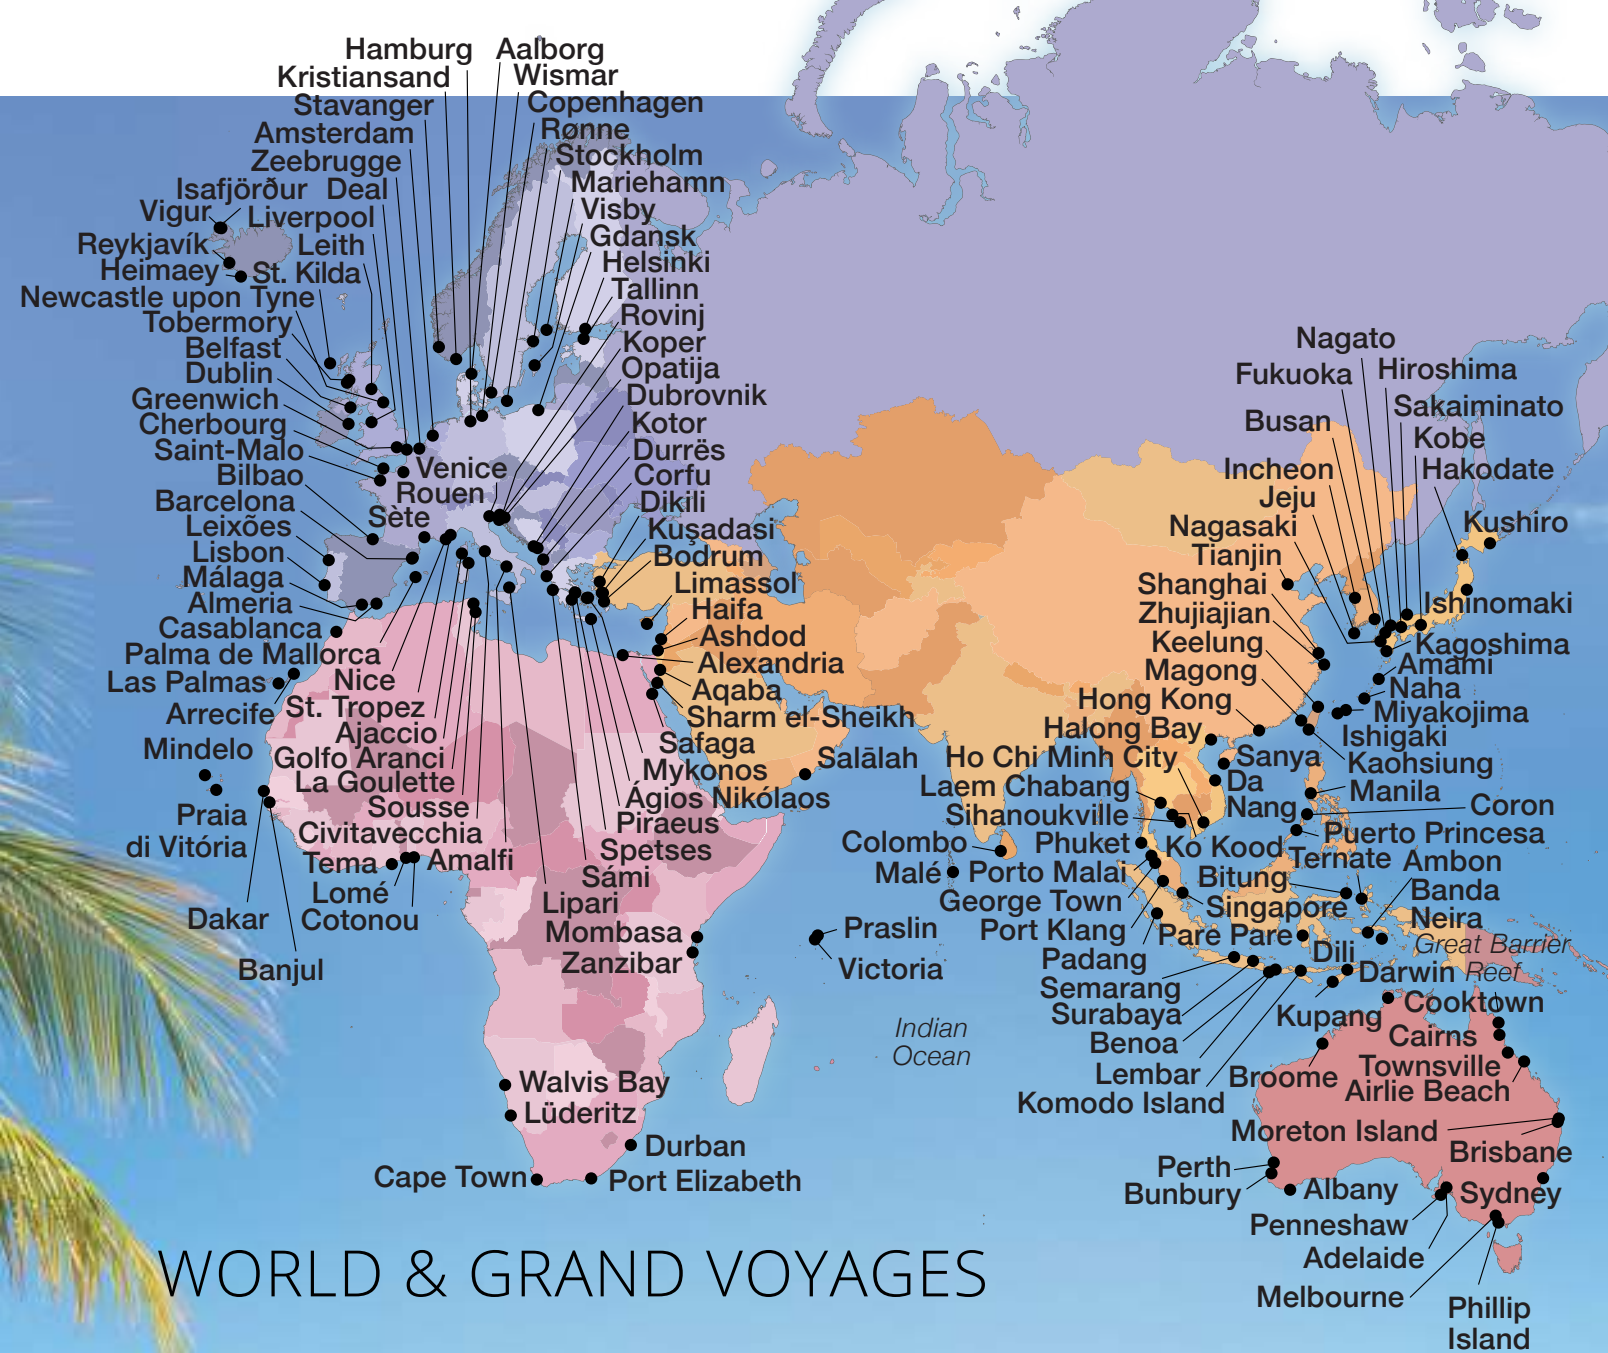 Hamburg
Aalborg
Kristiansand
Wismar
Stavanger
Copenhagen
Amsterdam
Rønne
Zeebrugge
Stockholm
Isafjörður
Deal
Mariehamn
Vigur
Liverpool
Visby
Reykjavík
Leith
Gdansk
Heimaey
St. Kilda
Helsinki
Newcastle upon Tyne
Tallinn
Tobermory
Rovinj
Belfast
Koper
Dublin
Opatija
Greenwich
Dubrovnik
Cherbourg
Kotor
Saint-Malo
Durrës
Bilbao
Venice
Corfu
Barcelona
Rouen
Dikili
Leixões
Sète
Kuşadasi
Lisbon
Bodrum
Málaga
Limassol
Almeria
Haifa
Casablanca
Ashdod
Palma de Mallorca
Alexandria
Las Palmas
Nice
Aqaba
Arrecife
St. Tropez
Sharm el-Sheikh
Ajaccio
Safaga
Mindelo
Golfo Aranci
Mykonos
Salālah
La Goulette
Ágios Nikólaos
Praia
di Vitória
Sousse
Piraeus
Civitavecchia
Spetses
Tema
Amalfi
Sámi
Lomé
Lipari
Dakar
Cotonou
Mombasa
Banjul
Zanzibar
Praslin
Victoria
Indian
Ocean
Walvis Bay
Lüderitz
Durban
Cape Town
Port Elizabeth
Nagato
Fukuoka
Hiroshima
Busan
Sakaiminato
Kobe
Incheon
Hakodate
Jeju
Nagasaki
Kushiro
Tianjin
Shanghai
Ishinomaki
Zhujiajian
Keelung
Kagoshima
Magong
Amami
Hong Kong
Naha
Halong Bay
Miyakojima
Ishigaki
Ho Chi Minh City
Sanya
Kaohsiung
Laem Chabang
Da
Nang
Manila
Sihanoukville
Coron
Colombo
Phuket
Ko Kood
Puerto Princesa
Ternate
Malé
Porto Malai
Bitung
Ambon
George Town
Singapore
Banda
Neira
Port Klang
Pare Pare
Great Barrier
Reef
Padang
Dili
Semarang
Darwin
Surabaya
Kupang
Cooktown
Benoa
Cairns
Lembar
Broome
Townsville
Komodo Island
Airlie Beach
Moreton Island
Brisbane
Perth
Bunbury
Albany
Sydney
Penneshaw
Adelaide
Melbourne
Phillip
Island
WORLD & GRAND VOYAGES